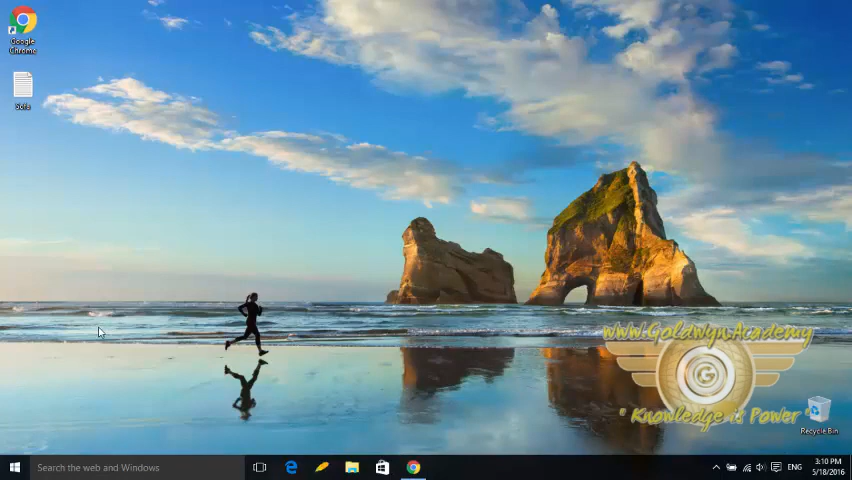 Google
Chrome
www.GoldwynAcademy
G
" Knowledge is Power "
Recycle Bin
Search the web and Windows
ENG
3:10 PM
5/18/2016